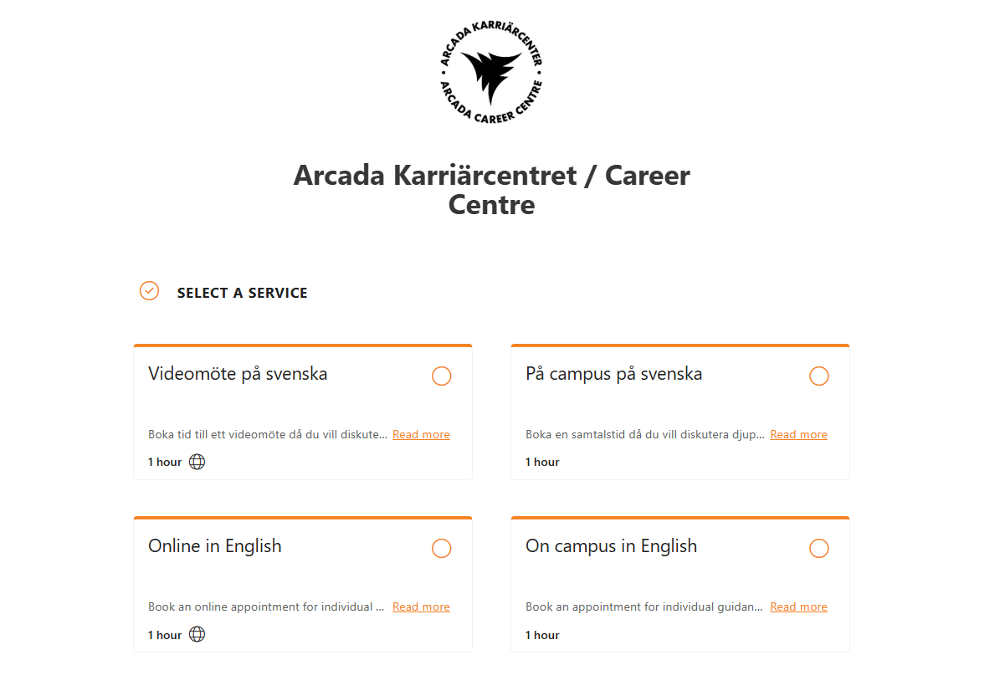 ARCADA KARRIÄRCENTER
ARCADA CAREER CENTRE
Arcada Karriärcentret / Career
Centre
SELECT A SERVICE
Videomöte på svenska
Boka tid till ett videomöte då du vill diskute... Read more
1 hour
På campus på svenska
Boka en samtalstid då du vill diskutera djup... Read more
1 hour
Online in English
Book an online appointment for individual ... Read more
1 hour
On campus in English
Book an appointment for individual guidan... Read more
1 hour